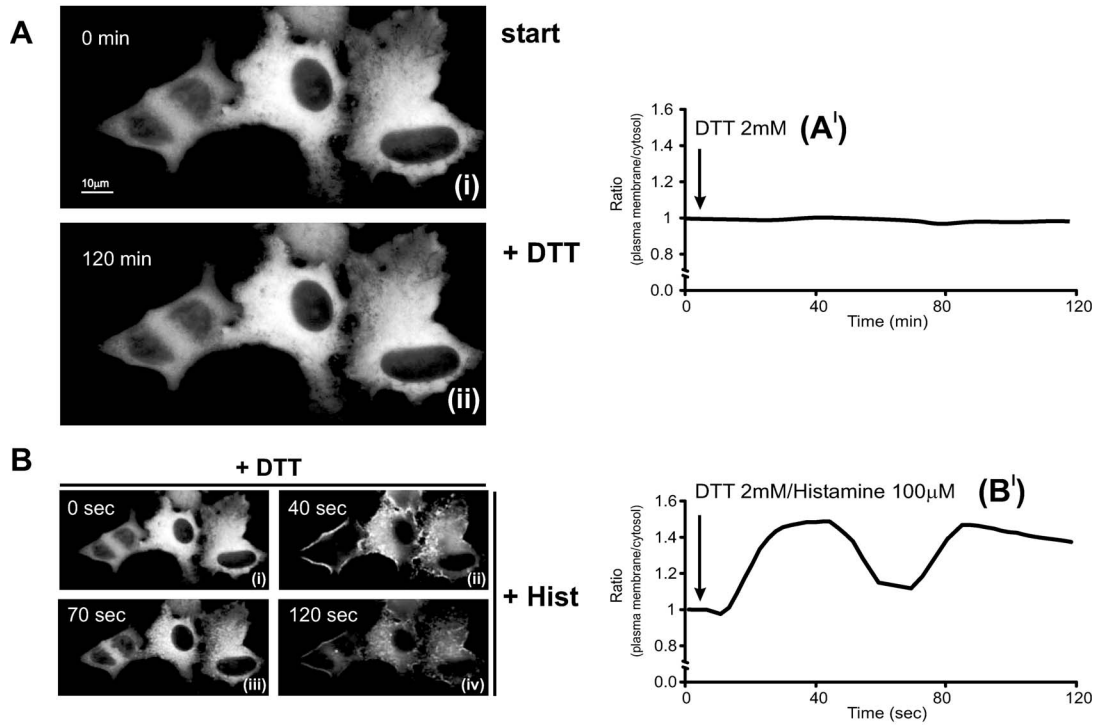 A
0 min
start
10μm
(i)
120 min
+ DTT
(ii)
DTT 2mM (Aᴵ)
Ratio
(plasma membrane/cytosol)
1.6
1.4
1.2
1
0.8
0.0
0 40 80 120
Time (min)
B
+ DTT
0 sec
(i)
40 sec
(ii)
70 sec
(iii)
120 sec
(iv)
+ Hist
DTT 2mM/Histamine 100μM (Bᴵ)
Ratio
(plasma membrane/cytosol)
1.6
1.4
1.2
1
0.8
0.0
0 40 80 120
Time (sec)